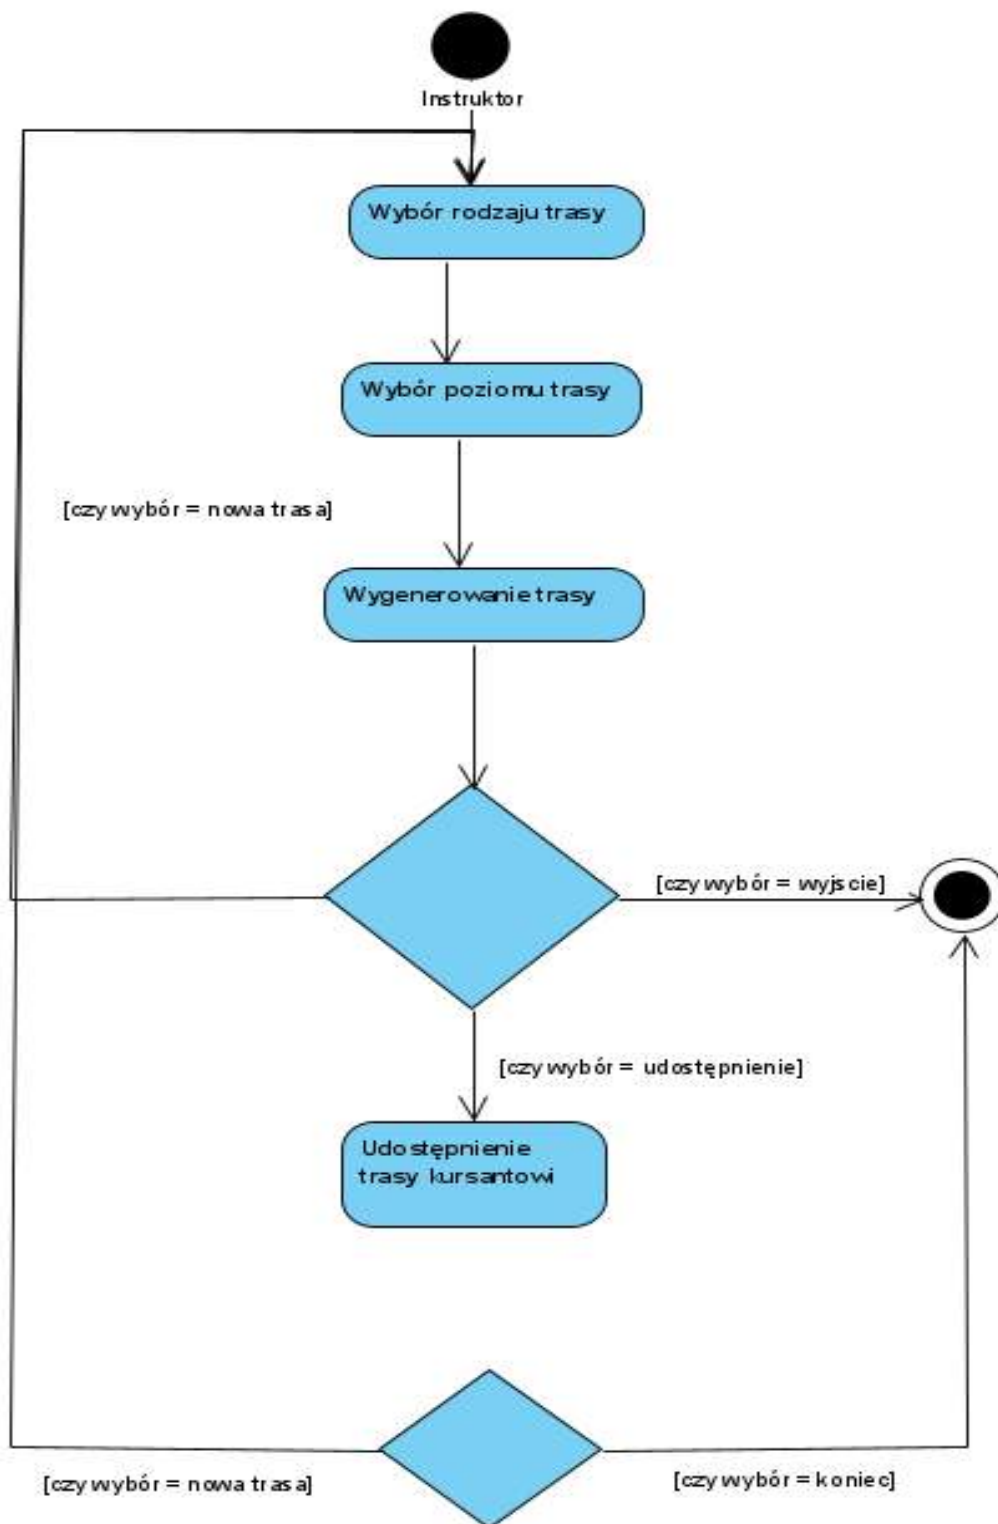 Instruktor
Wybór rodzaju trasy
Wybór poziomu trasy
[czy wybór = nowa trasa]
Wygenerowanie trasy
[czy wybór = wyjscie]
[czy wybór = udostępnienie]
Udostępnienie
trasy kursantowi
[czy wybór = nowa trasa]
[czy wybór = koniec]